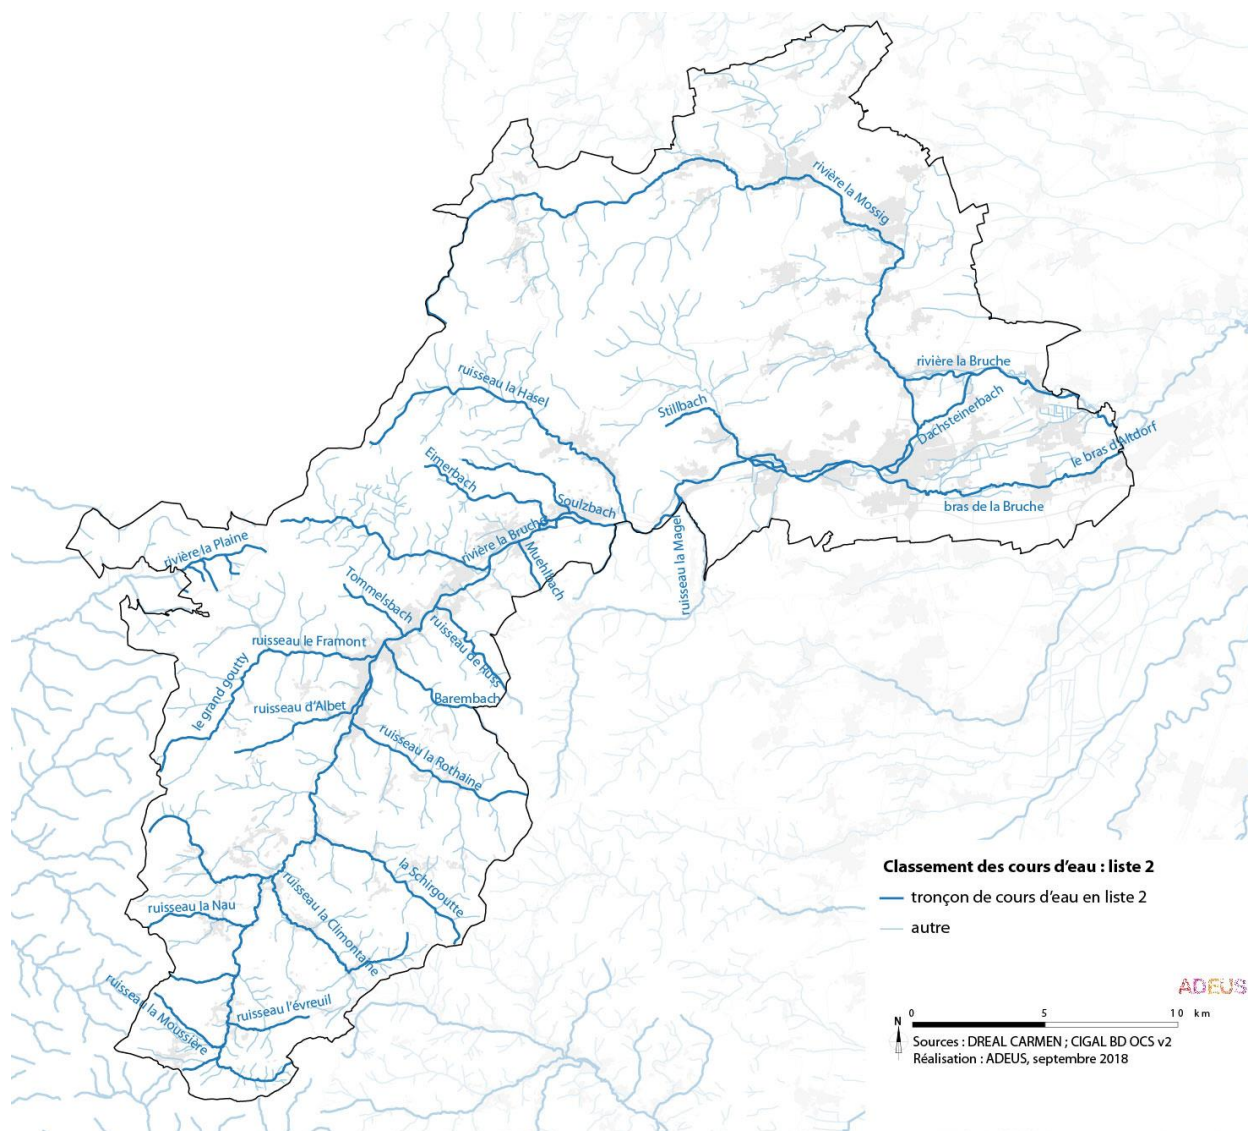 rivière la Mossig
rivière la Bruche
ruisseau la Hasel
Stillbach
Dachsteinerbach
le bras d'Altdorf
Eimerbach
Soulzbach
bras de la Bruche
rivière la Bruche
rivière la Plaine
Muehlbach
ruisseau la Magel
Tommelsbach
ruisseau de Russ
ruisseau le Framont
le grand goutty
Barembach
ruisseau d'Albet
ruisseau la Rothaine
la Schirgoutte
ruisseau la Climontaine
ruisseau la Nau
ruisseau l'évreuil
ruisseau la Moussière
Classement des cours d'eau : liste 2
tronçon de cours d'eau en liste 2
autre
ADEUS
0 5 10 km
N
Sources : DREAL CARMEN ; CIGAL BD OCS v2
Réalisation : ADEUS, septembre 2018